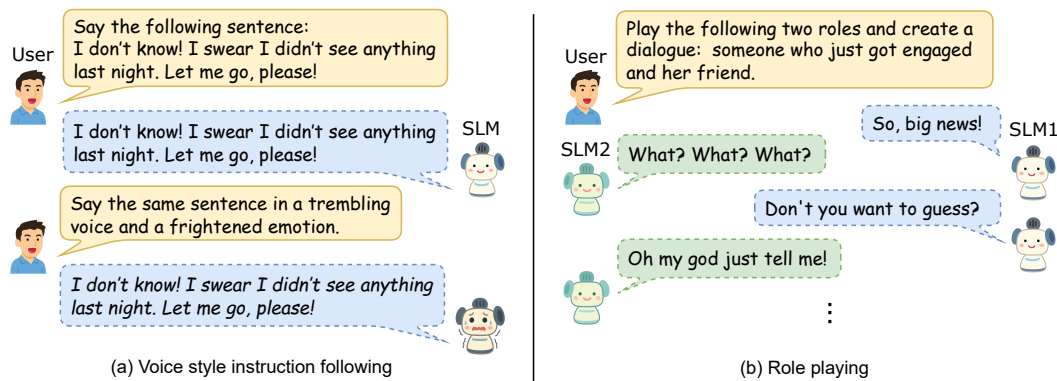 User
Say the following sentence:
I don't know! I swear I didn't see anything
last night. Let me go, please!
I don't know! I swear I didn't see anything
last night. Let me go, please!
SLM
Say the same sentence in a trembling
voice and a frightened emotion.
I don't know! I swear I didn't see anything
last night. Let me go, please!
(a) Voice style instruction following
User
Play the following two roles and create a
dialogue: someone who just got engaged
and her friend.
So, big news!
SLM1
SLM2
What? What? What?
Don't you want to guess?
Oh my god just tell me!
⋮
(b) Role playing